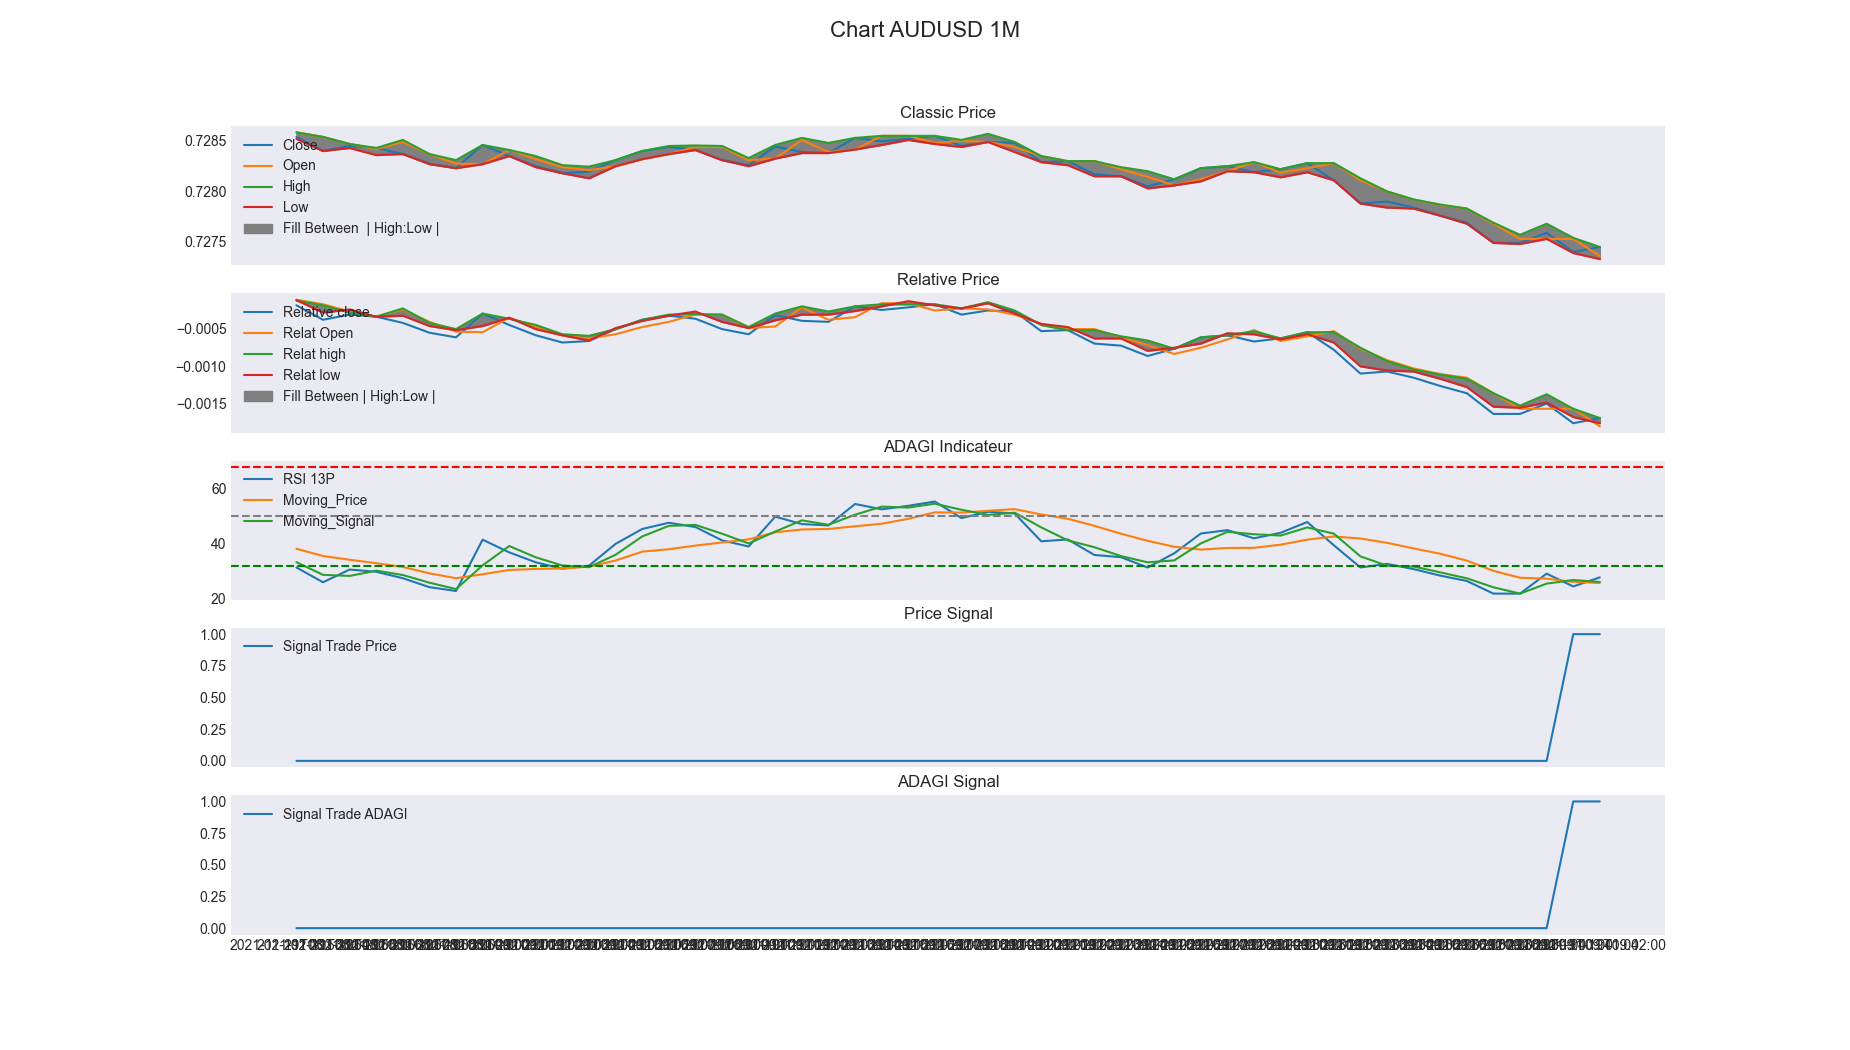 Chart AUDUSD 1M
Classic Price
0.7285
0.7280
0.7275
Close
Open
High
Low
Fill Between | High:Low |
Relative Price
−0.0005
−0.0010
−0.0015
Relative close
Relat Open
Relat high
Relat low
Fill Between | High:Low |
ADAGI Indicateur
60
40
20
RSI 13P
Moving_Price
Moving_Signal
Price Signal
1.00
0.75
0.50
0.25
0.00
Signal Trade Price
ADAGI Signal
1.00
0.75
0.50
0.25
0.00
Signal Trade ADAGI